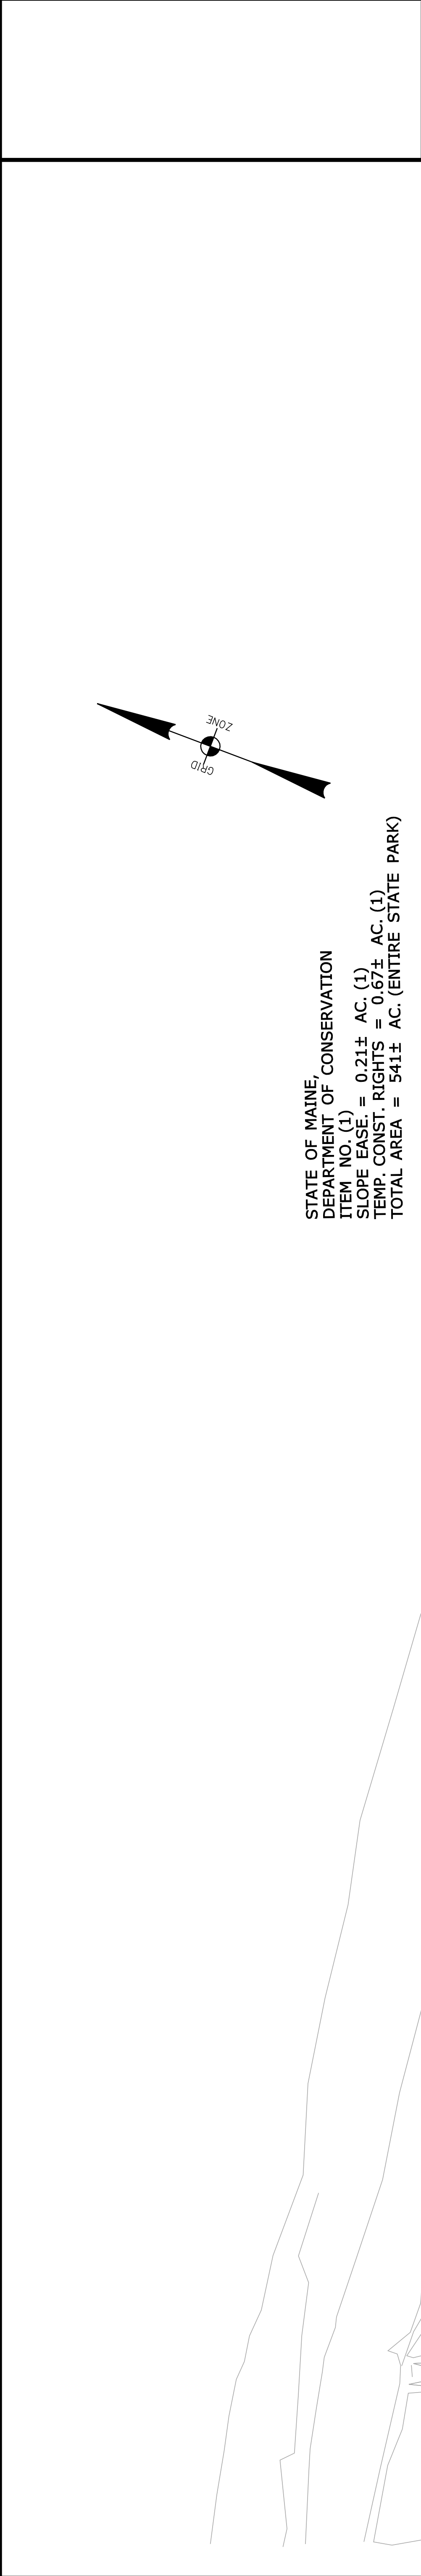 ZONE
GRID
STATE OF MAINE,
DEPARTMENT OF CONSERVATION
ITEM NO. (1)
SLOPE EASE. = 0.21± AC. (1)
TEMP. CONST. RIGHTS = 0.67± AC. (1)
TOTAL AREA = 541± AC. (ENTIRE STATE PARK)